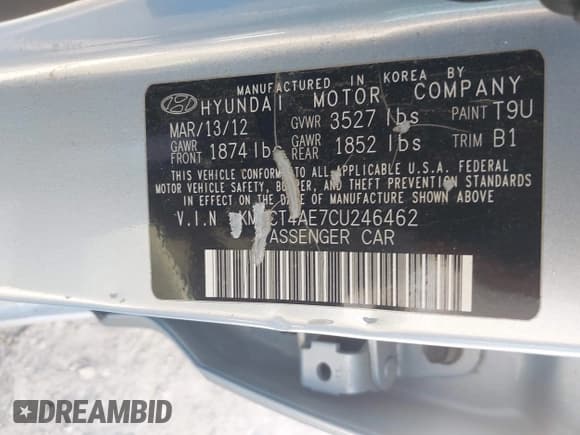 MANUFACTURED IN KOREA BY
HYUNDAI MOTOR COMPANY
MAR/13/12 GVWR 3527 lbs PAINT T9U
GAWR FRONT 1874 lb GAWR REAR 1852 lbs TRIM B1
THIS VEHICLE CONFORMS TO ALL APPLICABLE U.S.A. FEDERAL
MOTOR VEHICLE SAFETY, AND THEFT PREVENTION STANDARDS
IN EFFECT ON THE DATE OF MANUFACTURE SHOWN ABOVE
V.I.N CT4AE7CU246462
PASSENGER CAR
DREAMBID